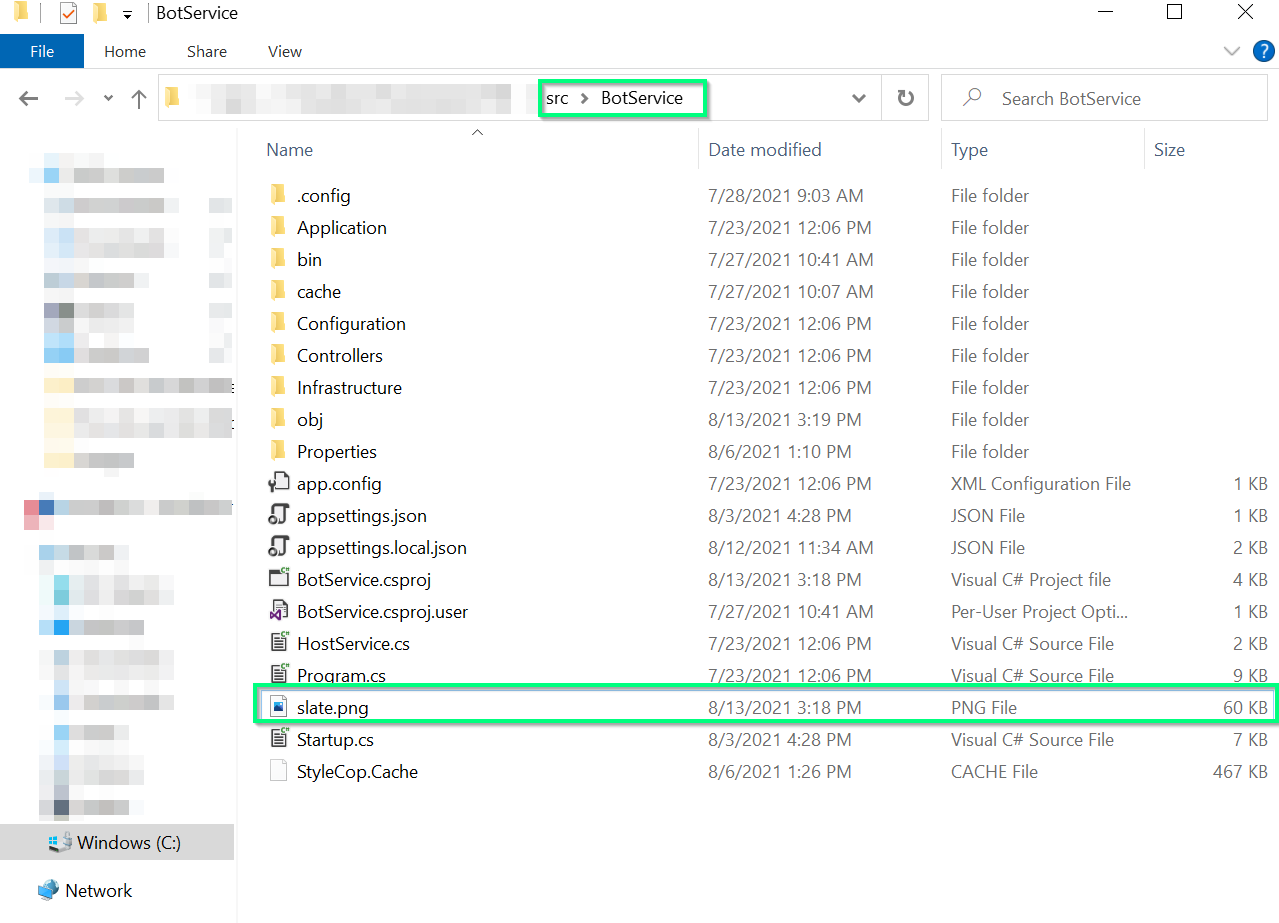 BotService
File Home Share View
src BotService Search BotService
Name Date modified Type Size
.config 7/28/2021 9:03 AM File folder
Application 7/23/2021 12:06 PM File folder
bin 7/27/2021 10:41 AM File folder
cache 7/27/2021 10:07 AM File folder
Configuration 7/23/2021 12:06 PM File folder
Controllers 7/23/2021 12:06 PM File folder
Infrastructure 7/23/2021 12:06 PM File folder
obj 8/13/2021 3:19 PM File folder
Properties 8/6/2021 1:10 PM File folder
app.config 7/23/2021 12:06 PM XML Configuration File 1 KB
appsettings.json 8/3/2021 4:28 PM JSON File 1 KB
appsettings.local.json 8/12/2021 11:34 AM JSON File 2 KB
BotService.csproj 8/13/2021 3:18 PM Visual C# Project file 4 KB
BotService.csproj.user 7/27/2021 10:41 AM Per-User Project Opti... 1 KB
HostService.cs 7/23/2021 12:06 PM Visual C# Source File 2 KB
Program.cs 7/23/2021 12:06 PM Visual C# Source File 9 KB
slate.png 8/13/2021 3:18 PM PNG File 60 KB
Startup.cs 8/3/2021 4:28 PM Visual C# Source File 7 KB
StyleCop.Cache 8/6/2021 1:26 PM CACHE File 467 KB
Windows (C:)
Network